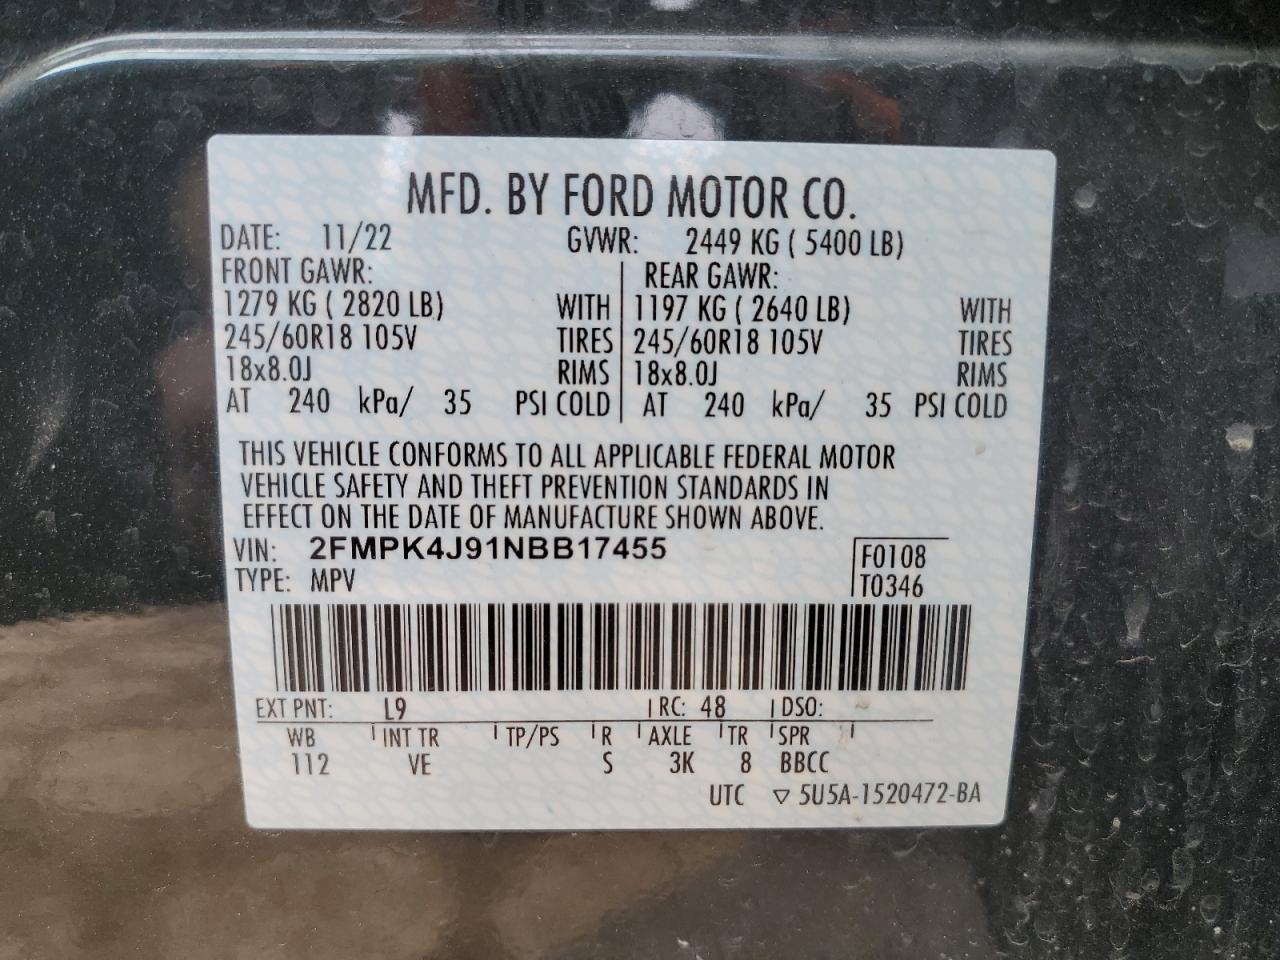 MFD. BY FORD MOTOR CO.
DATE: 11/22 GVWR: 2449 KG ( 5400 LB)
FRONT GAWR: REAR GAWR:
1279 KG ( 2820 LB) WITH 1197 KG ( 2640 LB) WITH
245/60R18 105V TIRES 245/60R18 105V TIRES
18x8.0J RIMS 18x8.0J RIMS
AT 240 kPa/ 35 PSI COLD AT 240 kPa/ 35 PSI COLD
THIS VEHICLE CONFORMS TO ALL APPLICABLE FEDERAL MOTOR
VEHICLE SAFETY AND THEFT PREVENTION STANDARDS IN
EFFECT ON THE DATE OF MANUFACTURE SHOWN ABOVE.
VIN: 2FMPK4J91NBB17455 F0108
TYPE: MPV T0346
EXT PNT: L9 RC: 48 DSO:
WB INT TR TP/PS R AXLE TR SPR
112 VE S 3K 8 BBCC
UTC ▽ 5U5A-1520472-BA